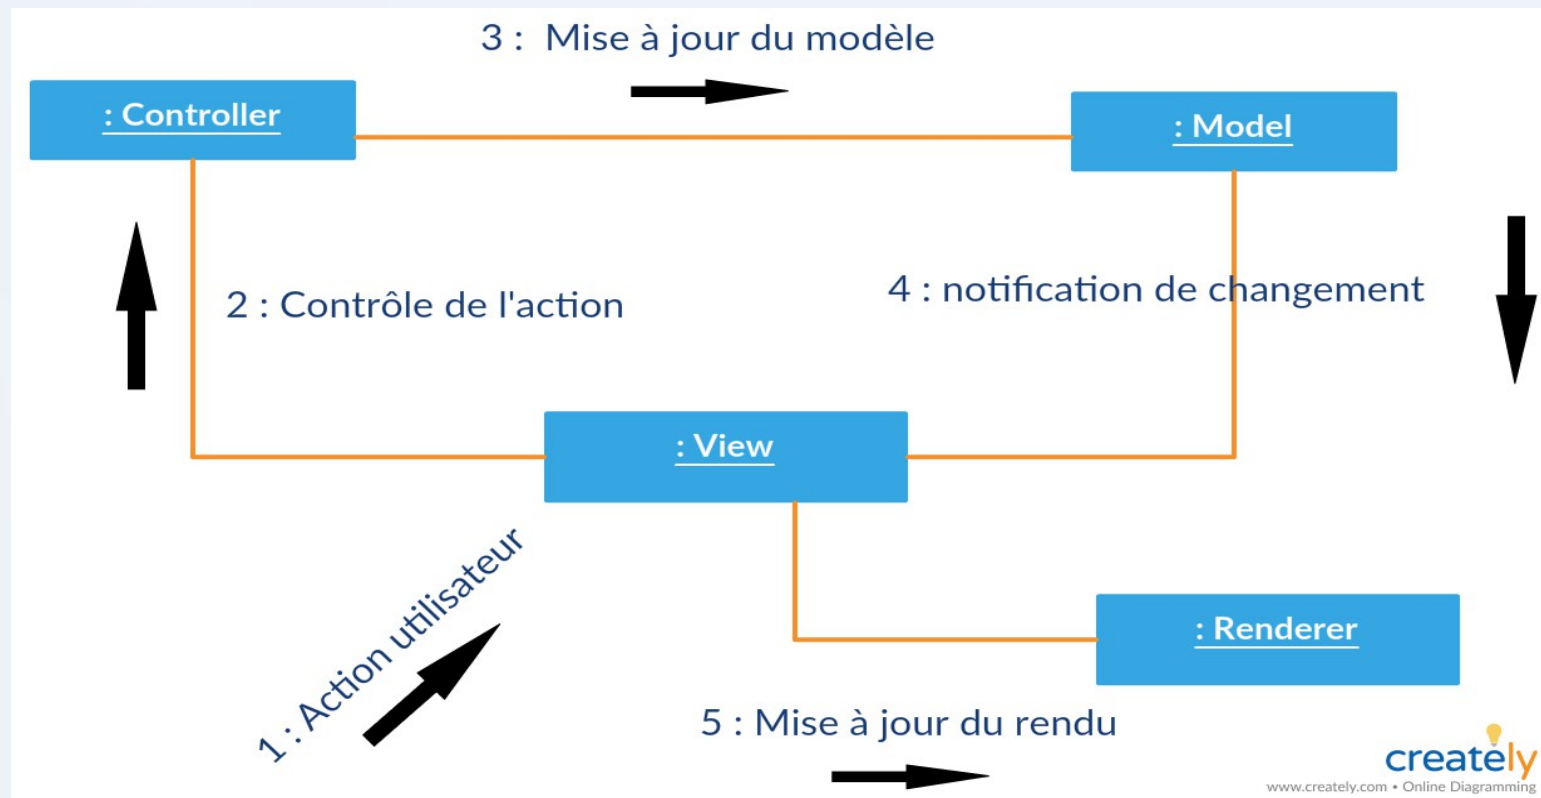 3 : Mise à jour du modèle
: Controller
: Model
2 : Contrôle de l'action
4 : notification de changement
: View
1 : Action utilisateur
: Renderer
5 : Mise à jour du rendu
creately
www.creately.com • Online Diagramming